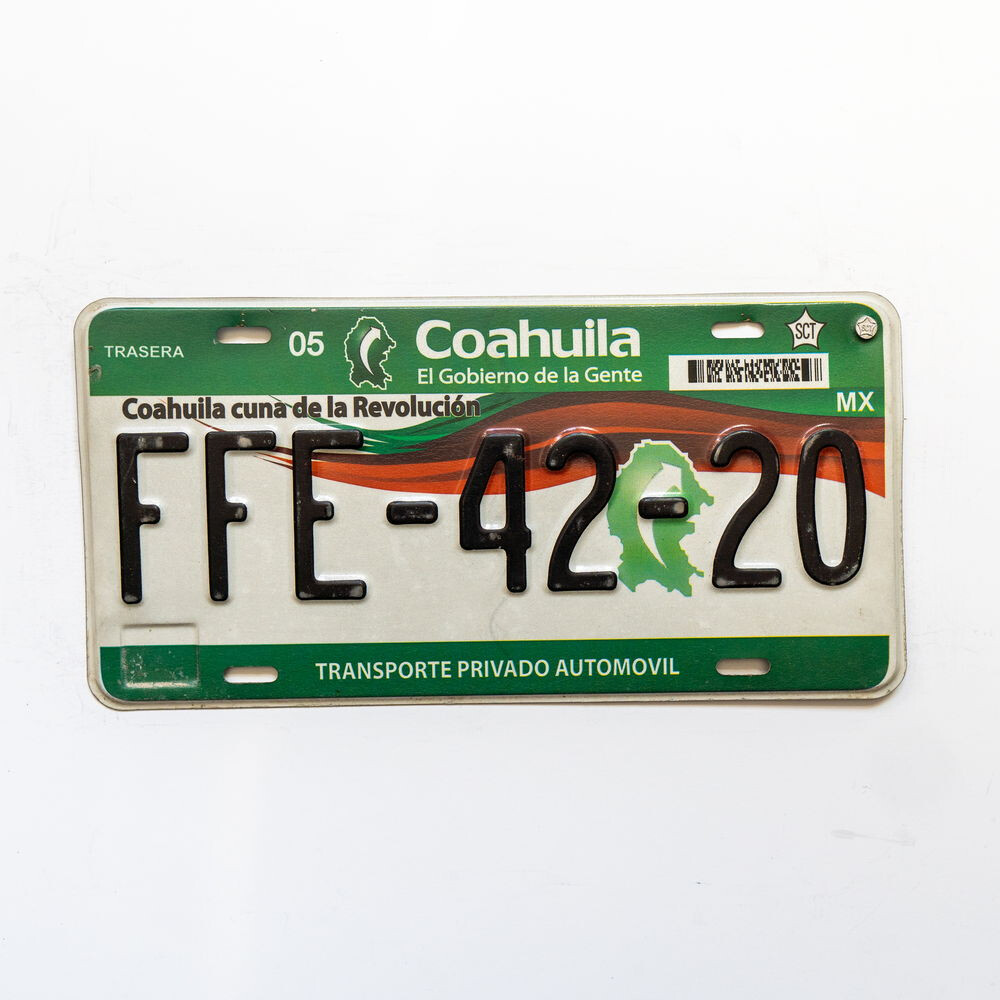 TRASERA 05 Coahuila SCT SCT
El Gobierno de la Gente
MX
Coahuila cuna de la Revolución
FFE-42-20
TRANSPORTE PRIVADO AUTOMOVIL